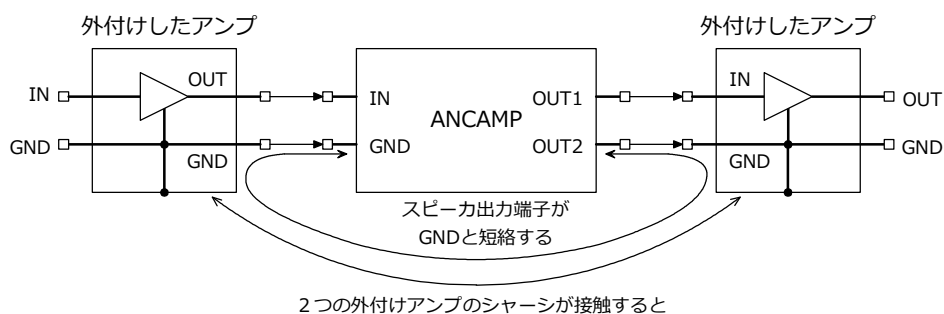 外付けしたアンプ
外付けしたアンプ
OUT
IN
IN
IN
OUT1
OUT
ANCAMP
GND
GND
GND
OUT2
GND
GND
スピーカ出力端子が
GNDと短絡する
2つの外付けアンプのシャーシが接触すると